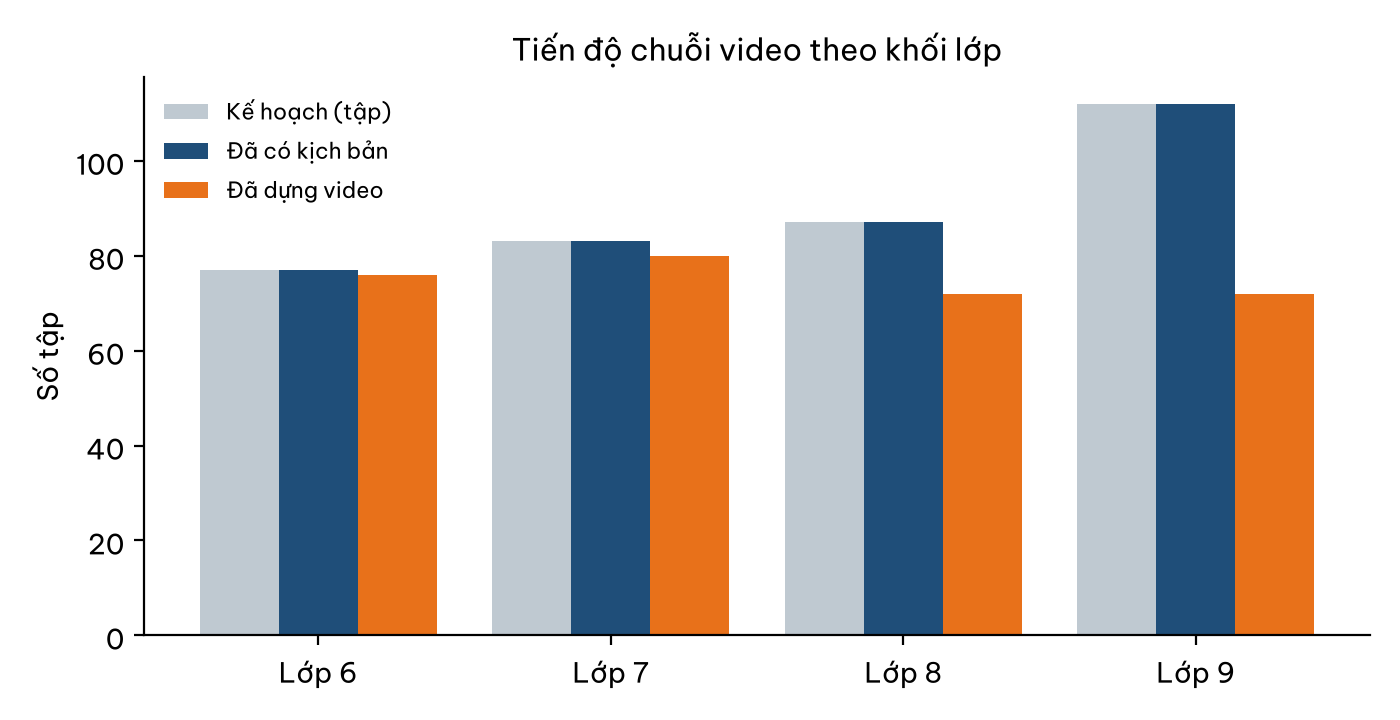 Tiến độ chuỗi video theo khối lớp
Kế hoạch (tập)
Đã có kịch bản
Đã dựng video
Số tập
100
80
60
40
20
0
Lớp 6
Lớp 7
Lớp 8
Lớp 9